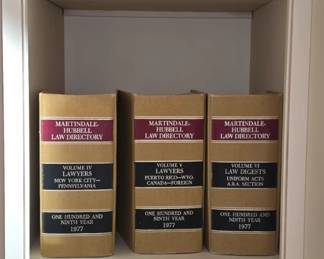 MARTINDALE-
HUBBELL
LAW DIRECTORY
VOLUME IV
LAWYERS
NEW YORK CITY—
PENNSYLVANIA
ONE HUNDRED AND
NINTH YEAR
1977
MARTINDALE-
HUBBELL
LAW DIRECTORY
VOLUME V
LAWYERS
PUERTO RICO—WYO.
CANADA—FOREIGN
ONE HUNDRED AND
NINTH YEAR
1977
MARTINDALE-
HUBBELL
LAW DIRECTORY
VOLUME VI
LAW DIGESTS
UNIFORM ACTS
A.B.A. SECTION
ONE HUNDRED AND
NINTH YEAR
1977